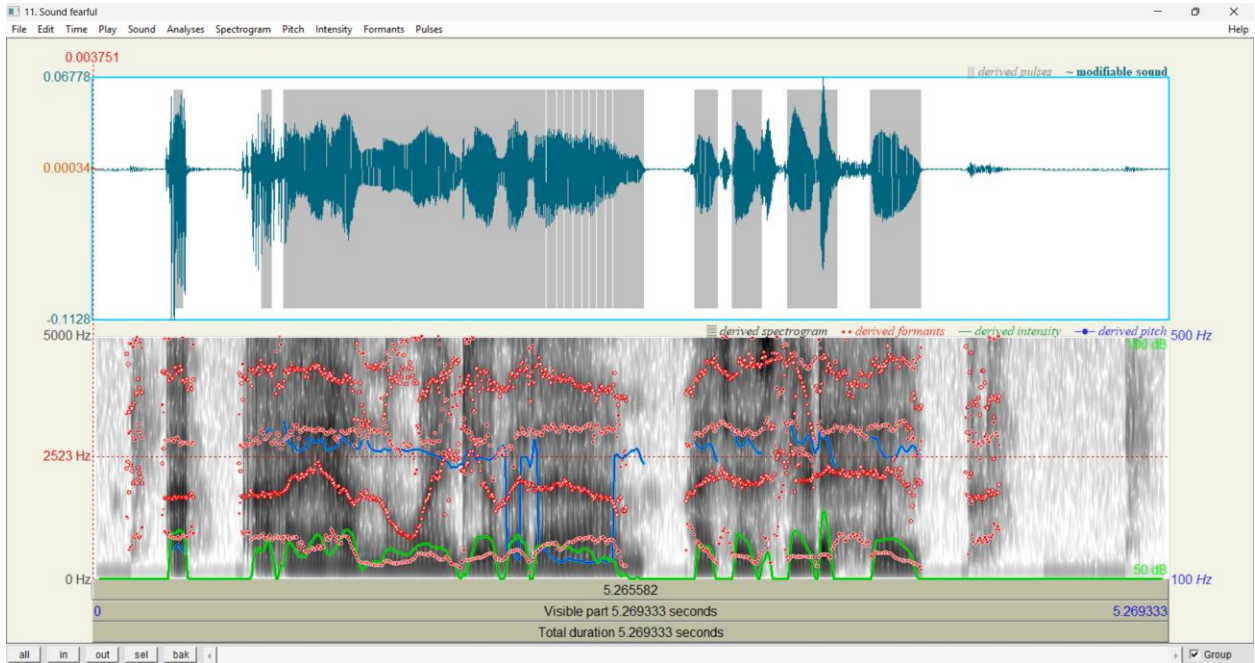 11. Sound fearful
File Edit Time Play Sound Analyses Spectrogram Pitch Intensity Formants Pulses Help
0.003751
0.06778
derived pulses ~ modifiable sound
0.00034
-0.1128
5000 Hz
derived spectrogram derived formants derived intensity derived pitch 500 Hz
100 dB
2523 Hz
50 dB
0 Hz 100 Hz
5.265582
0 Visible part 5.269333 seconds 5.269333
Total duration 5.269333 seconds
all in out sel bak Group